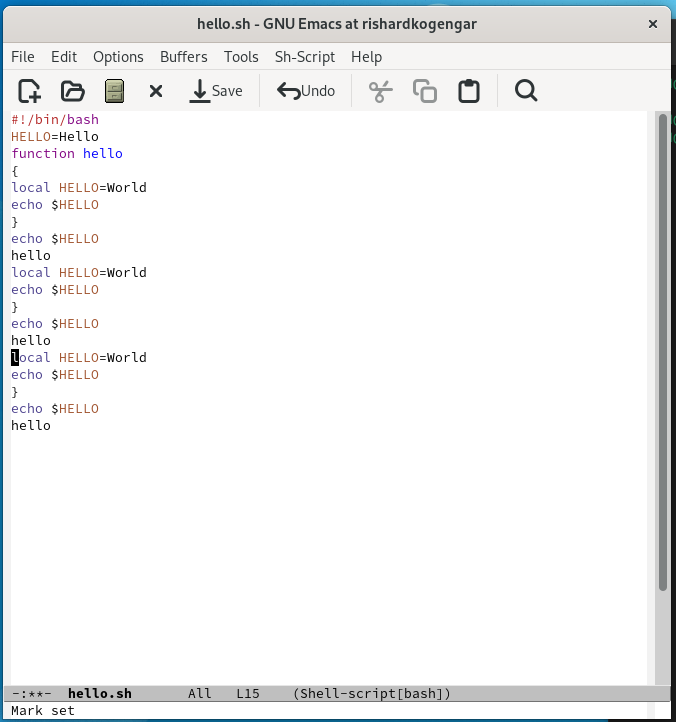 hello.sh - GNU Emacs at rishardkogengar
File Edit Options Buffers Tools Sh-Script Help
Save Undo
#!/bin/bash
HELLO=Hello
function hello
{
local HELLO=World
echo $HELLO
}
echo $HELLO
hello
local HELLO=World
echo $HELLO
}
echo $HELLO
hello
local HELLO=World
echo $HELLO
}
echo $HELLO
hello
-:**- hello.sh All L15 (Shell-script[bash])
Mark set